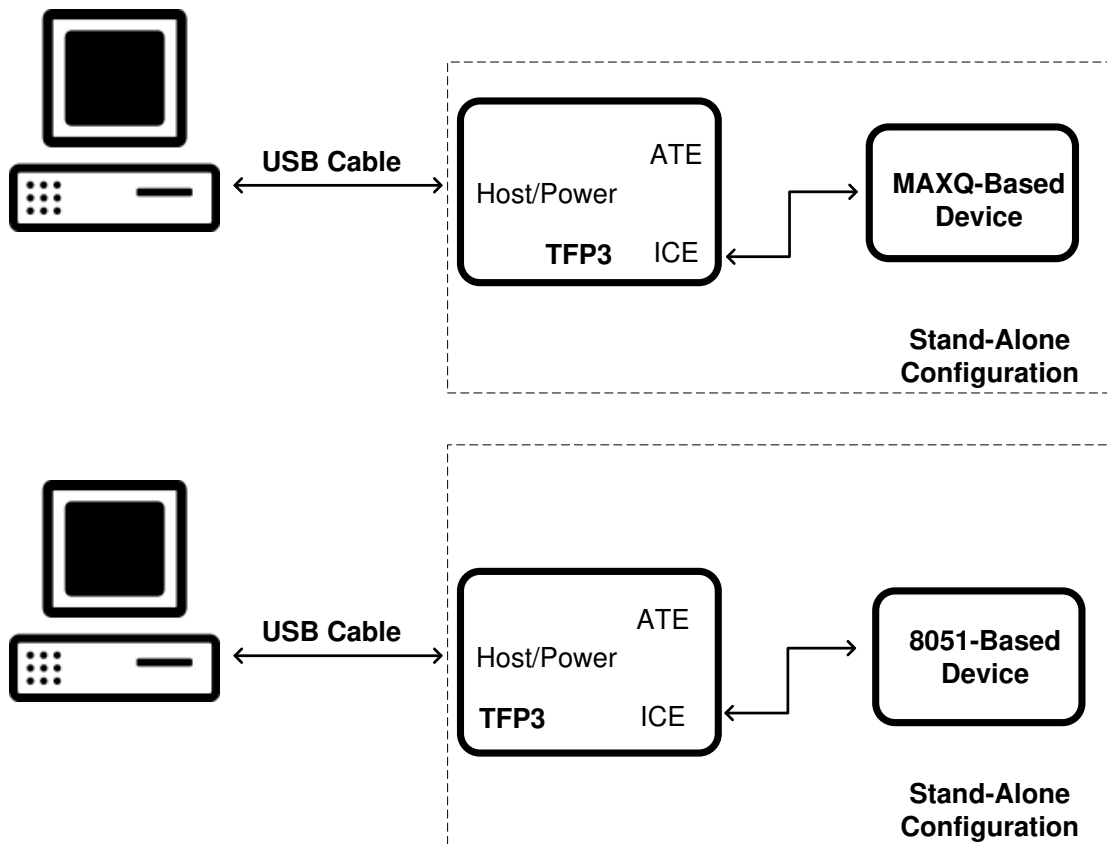 USB Cable
ATE
Host/Power
TFP3 ICE
MAXQ-Based
Device
Stand-Alone
Configuration
USB Cable
ATE
Host/Power
TFP3 ICE
8051-Based
Device
Stand-Alone
Configuration